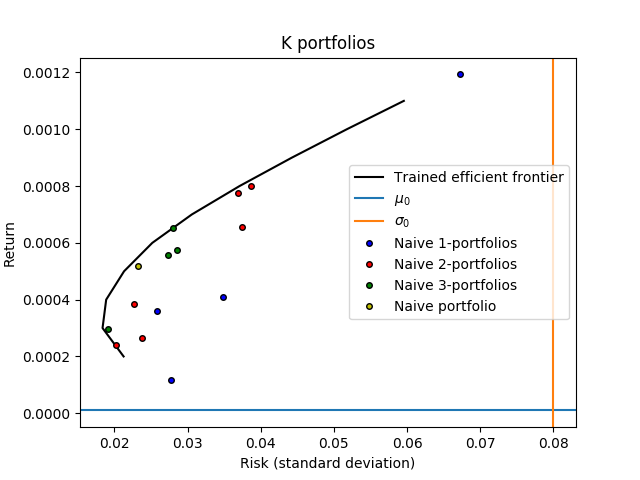 K portfolios
0.0012
0.0010
0.0008
0.0006
0.0004
0.0002
0.0000
Return
Trained efficient frontier
μ0
σ0
Naive 1-portfolios
Naive 2-portfolios
Naive 3-portfolios
Naive portfolio
0.02 0.03 0.04 0.05 0.06 0.07 0.08
Risk (standard deviation)